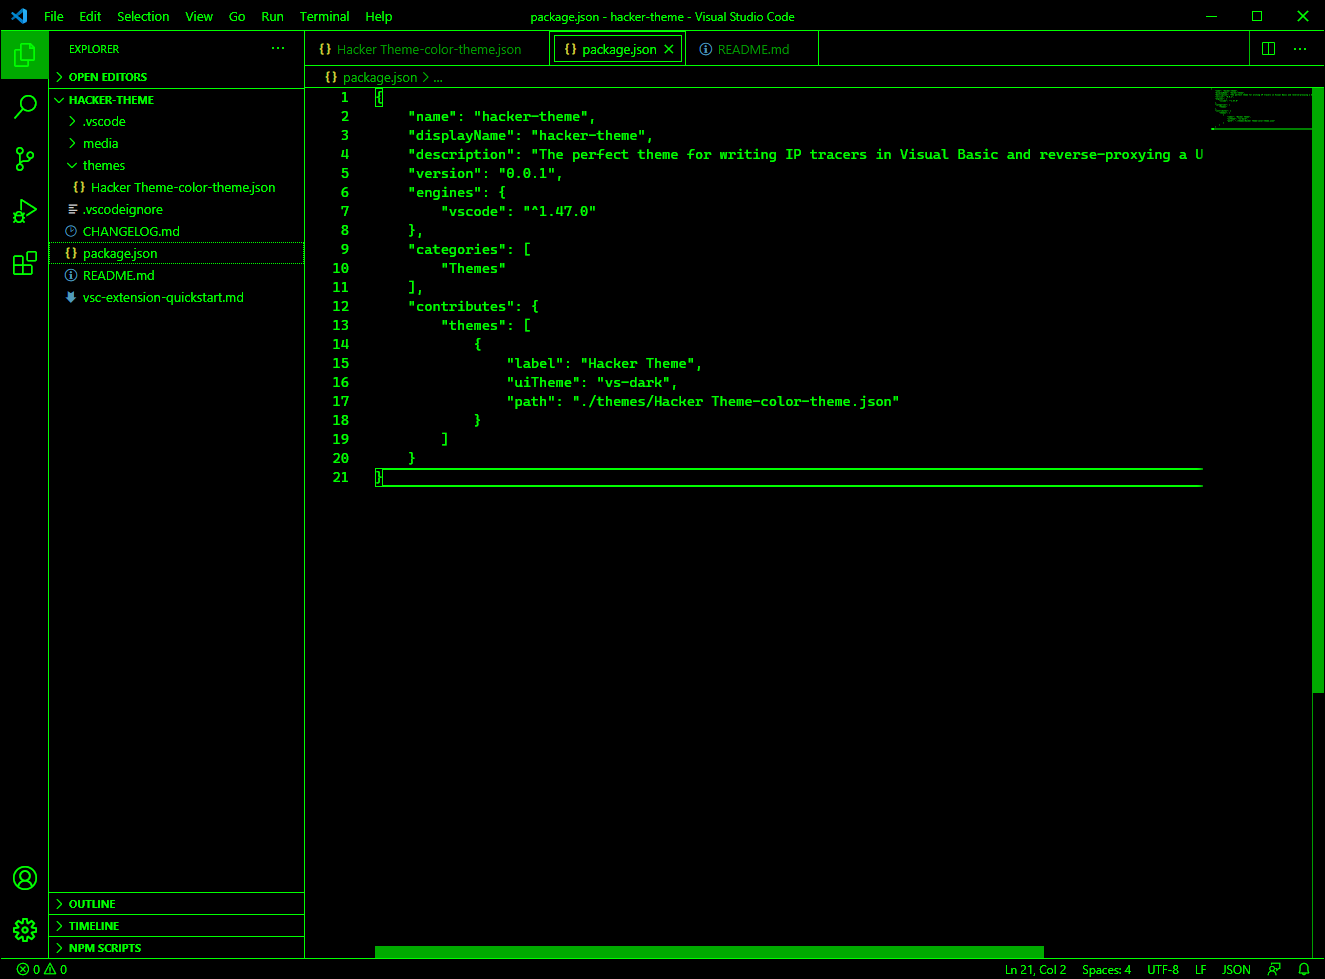 File Edit Selection View Go Run Terminal Help package.json - hacker-theme - Visual Studio Code
EXPLORER
OPEN EDITORS
HACKER-THEME
.vscode
media
themes
{} Hacker Theme-color-theme.json
.vscodeignore
CHANGELOG.md
{} package.json
README.md
vsc-extension-quickstart.md
OUTLINE
TIMELINE
NPM SCRIPTS
{} Hacker Theme-color-theme.json {} package.json README.md
{} package.json > ...
1 {
2     "name": "hacker-theme",
3     "displayName": "hacker-theme",
4     "description": "The perfect theme for writing IP tracers in Visual Basic and reverse-proxying a U
5     "version": "0.0.1",
6     "engines": {
7         "vscode": "^1.47.0"
8     },
9     "categories": [
10         "Themes"
11     ],
12     "contributes": {
13         "themes": [
14             {
15                 "label": "Hacker Theme",
16                 "uiTheme": "vs-dark",
17                 "path": "./themes/Hacker Theme-color-theme.json"
18             }
19         ]
20     }
21 }
0 0 Ln 21, Col 2 Spaces: 4 UTF-8 LF JSON